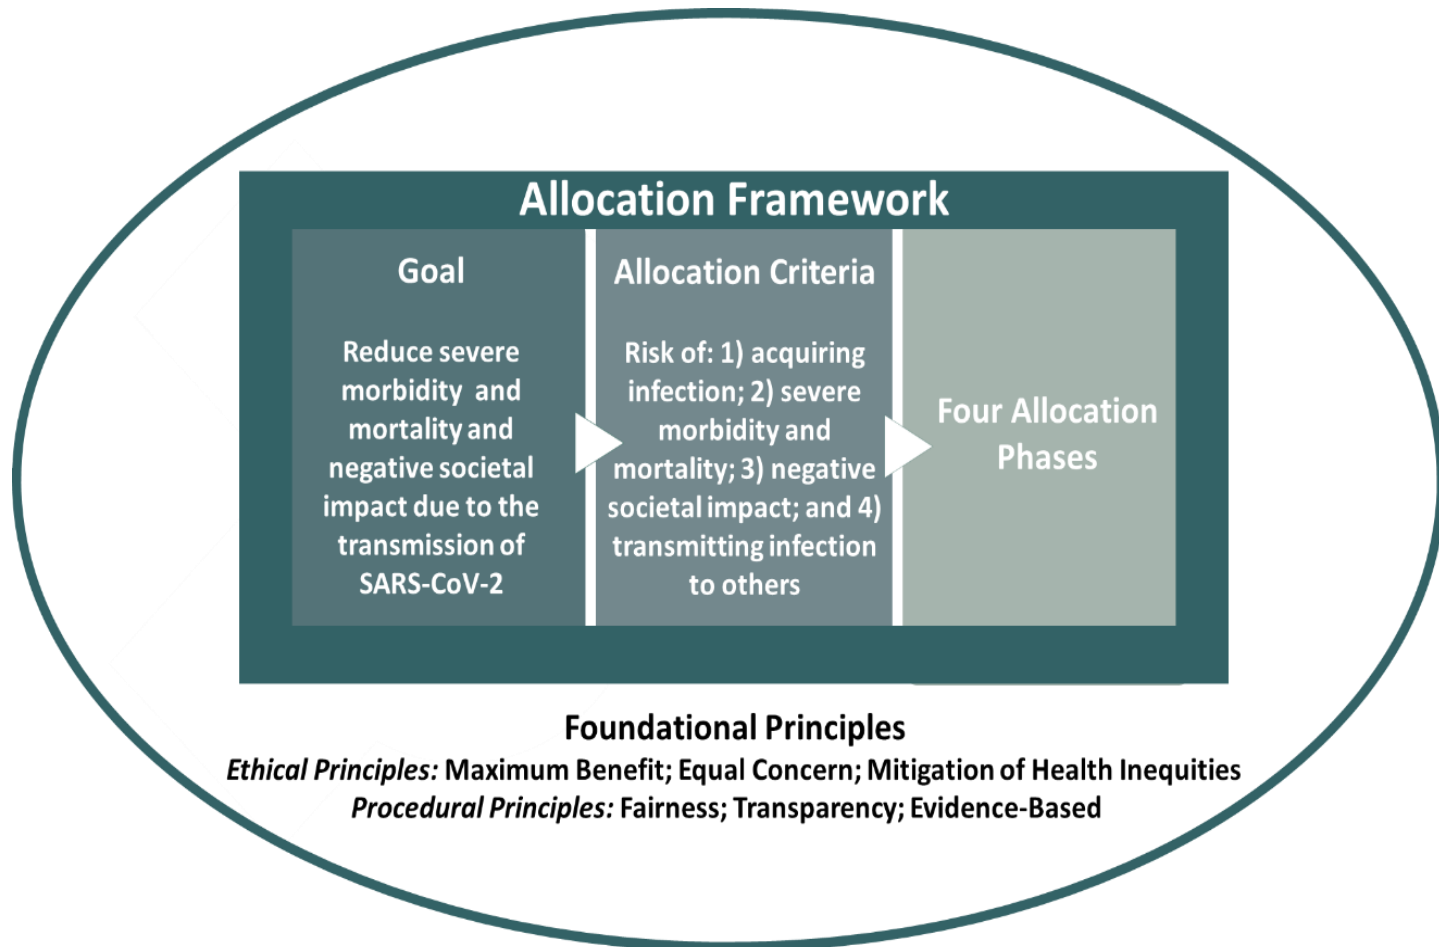 Allocation Framework
Goal
Reduce severe
morbidity and
mortality and
negative societal
impact due to the
transmission of
SARS-CoV-2
Allocation Criteria
Risk of: 1) acquiring
infection; 2) severe
morbidity and
mortality; 3) negative
societal impact; and 4)
transmitting infection
to others
Four Allocation
Phases
Foundational Principles
Ethical Principles: Maximum Benefit; Equal Concern; Mitigation of Health Inequities
Procedural Principles: Fairness; Transparency; Evidence-Based